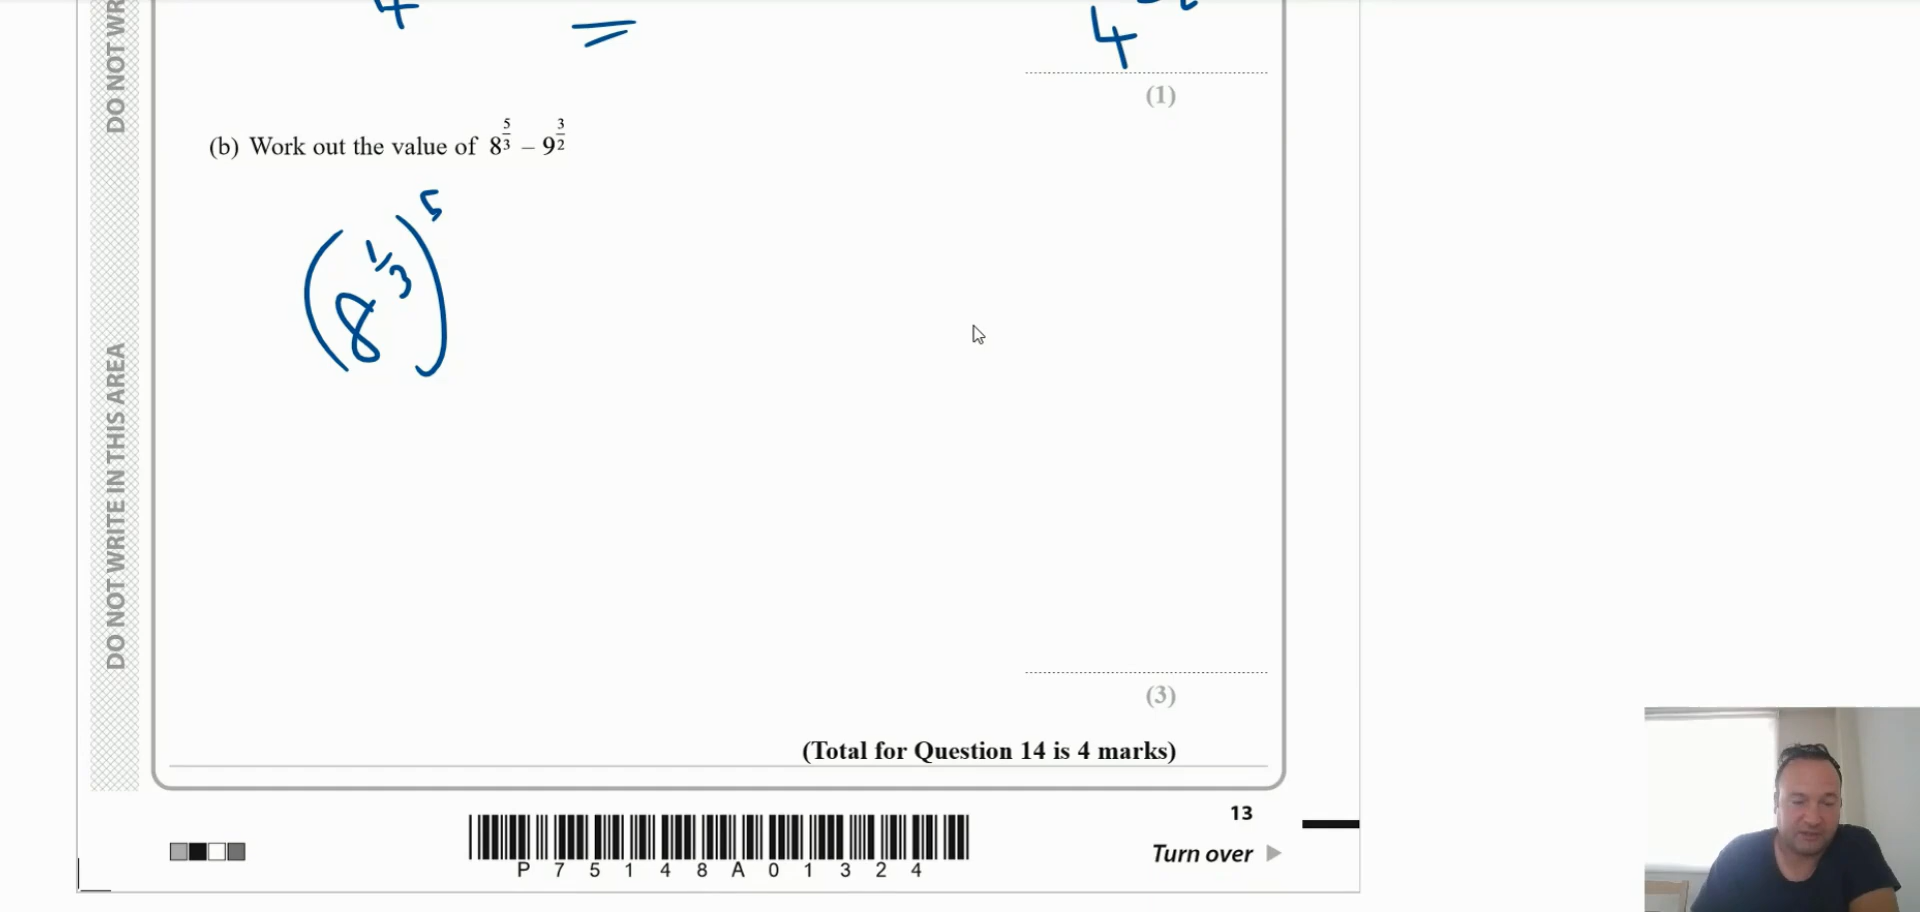 DO NOT WR
4
=
4
(1)
(b) Work out the value of 8^{5/3} – 9^{3/2}
(8^{1/3})^5
DO NOT WRITE IN THIS AREA
(3)
(Total for Question 14 is 4 marks)
13
P 7 5 1 4 8 A 0 1 3 2 4
Turn over